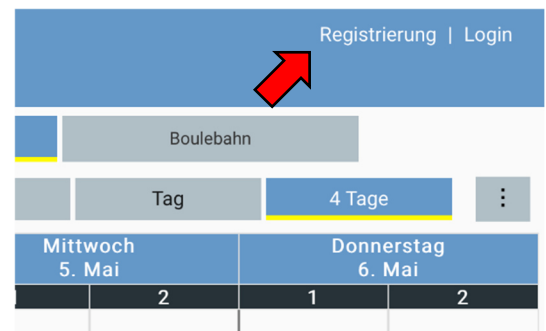 Registrierung | Login
Boulebahn
Tag 4 Tage
Mittwoch Donnerstag
5. Mai 6. Mai
2 1 2